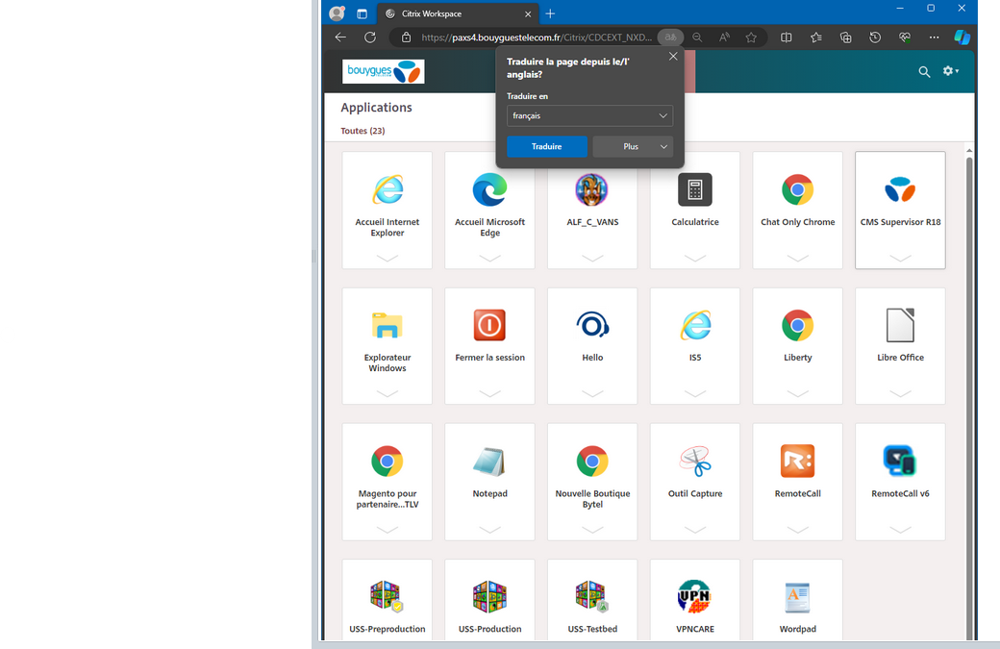 Citrix Workspace
https://paxs4.bouyguestelecom.fr/Citrix/CDCEXT_NXD...
bouygues
Traduire la page depuis le/l'
anglais?
Traduire en
français
Traduire
Plus
Applications
Toutes (23)
Accueil Internet
Explorer
Accueil Microsoft
Edge
ALF_C_VANS
Calculatrice
Chat Only Chrome
CMS Supervisor R18
Explorateur
Windows
Fermer la session
Hello
IS5
Liberty
Libre Office
Magento pour
partenaire...TLV
Notepad
Nouvelle Boutique
Bytel
Outil Capture
R:
RemoteCall
RemoteCall v6
USS-Preproduction
USS-Production
USS-Testbed
UPN
VPNCARE
A
Wordpad